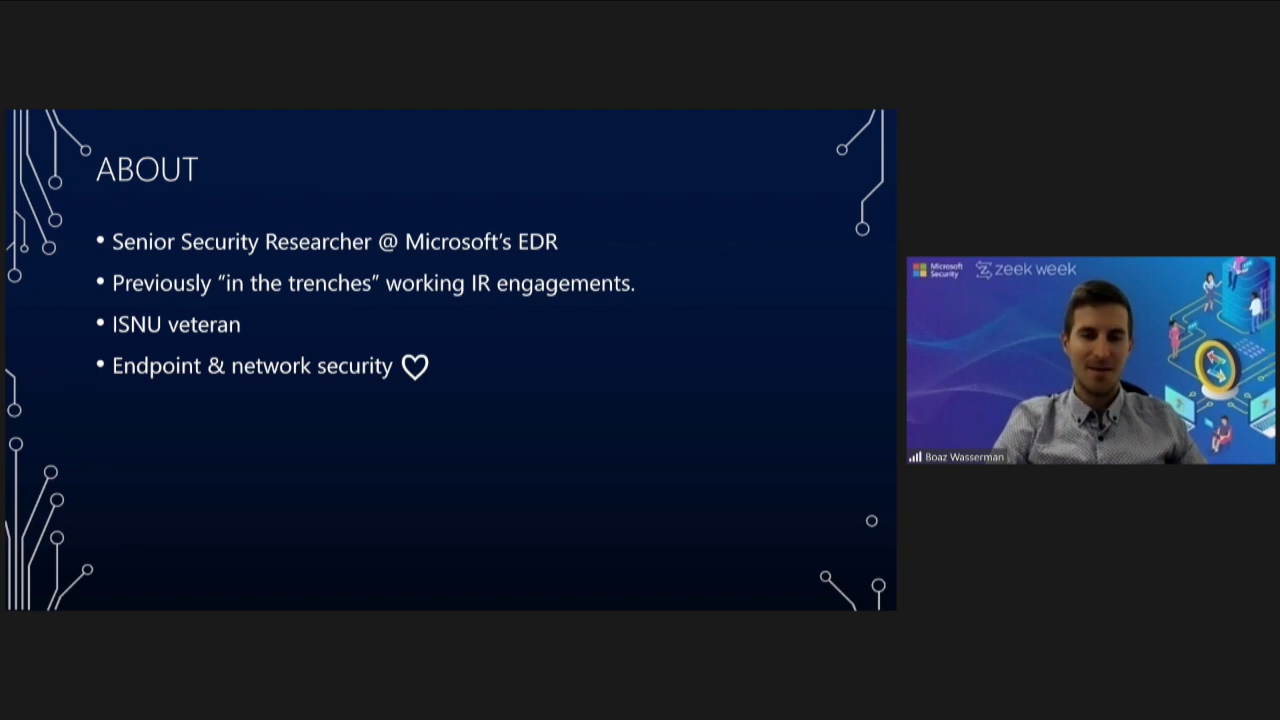 ABOUT
• Senior Security Researcher @ Microsoft's EDR
• Previously “in the trenches” working IR engagements.
• ISNU veteran
• Endpoint & network security ♡
Microsoft
Security
zeek week
Boaz Wasserman